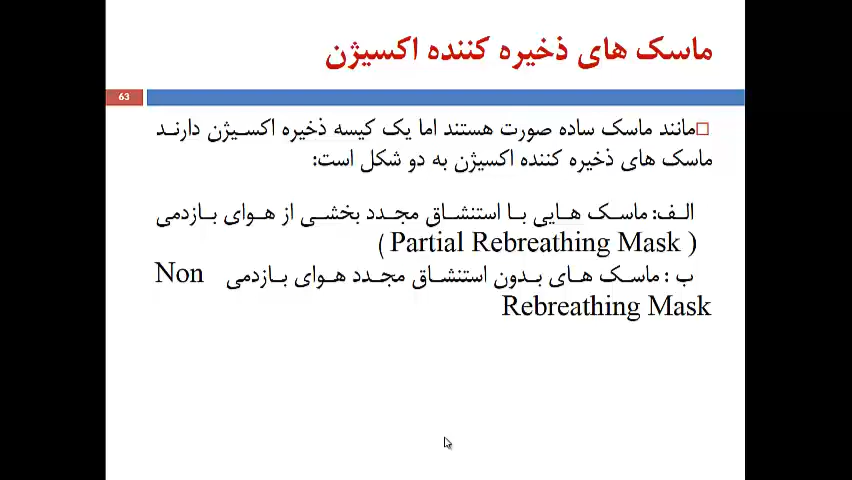 ماسک های ذخیره کننده اکسیژن
63
مانند ماسک ساده صورت هستند اما یک کیسه ذخیره اکسیژن دارند
ماسک های ذخیره کننده اکسیژن به دو شکل است:
الف: ماسک هایی با استنشاق مجدد بخشی از هوای بازدمی
( Partial Rebreathing Mask )
ب : ماسک های بدون استنشاق مجدد هوای بازدمی Non
Rebreathing Mask